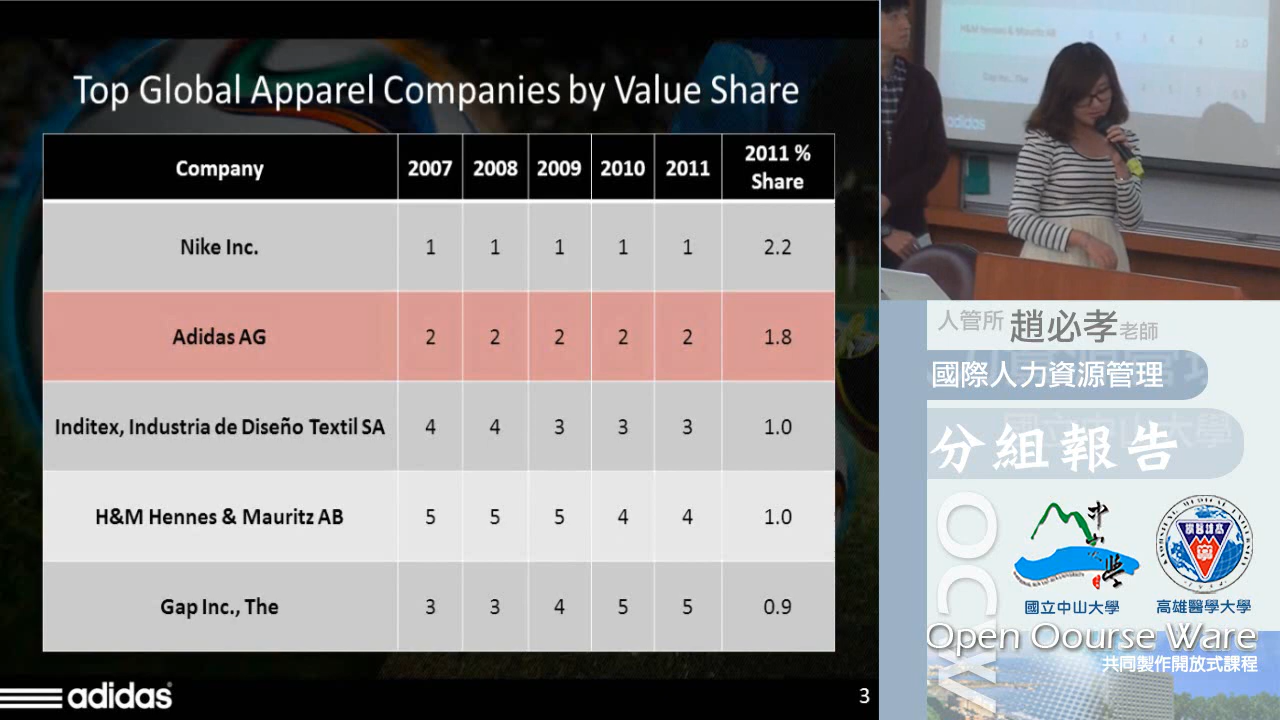 Top Global Apparel Companies by Value Share
Company 2007 2008 2009 2010 2011 2011 % Share
Nike Inc. 1 1 1 1 1 2.2
Adidas AG 2 2 2 2 2 1.8
Inditex, Industria de Diseño Textil SA 4 4 3 3 3 1.0
H&M Hennes & Mauritz AB 5 5 5 4 4 1.0
Gap Inc., The 3 3 4 5 5 0.9
adidas
3
H&M Hennes & Mauritz AB
adidas
人管所 趙必孝老師
國際人力資源管理
分組報告
OCW
國立中山大學
高雄醫學大學
Open Oourse Ware
共同製作開放式課程